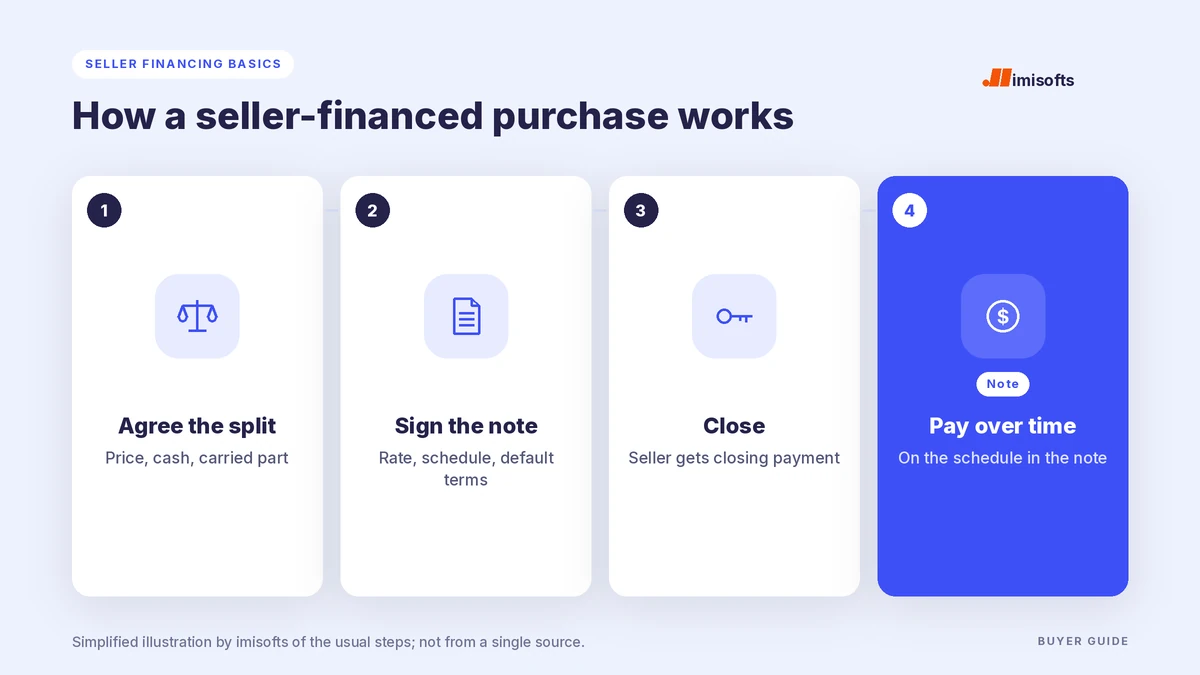 SELLER FINANCING BASICS
imisofts
How a seller-financed purchase works
1
2
3
4
$
Note
Agree the split
Price, cash, carried part
Sign the note
Rate, schedule, default
terms
Close
Seller gets closing payment
Pay over time
On the schedule in the note
Simplified illustration by imisofts of the usual steps; not from a single source.
BUYER GUIDE